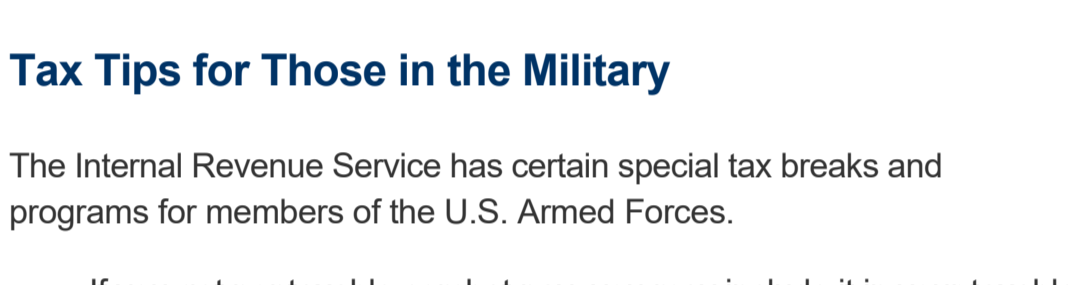 Tax Tips for Those in the Military
The Internal Revenue Service has certain special tax breaks and
programs for members of the U.S. Armed Forces.